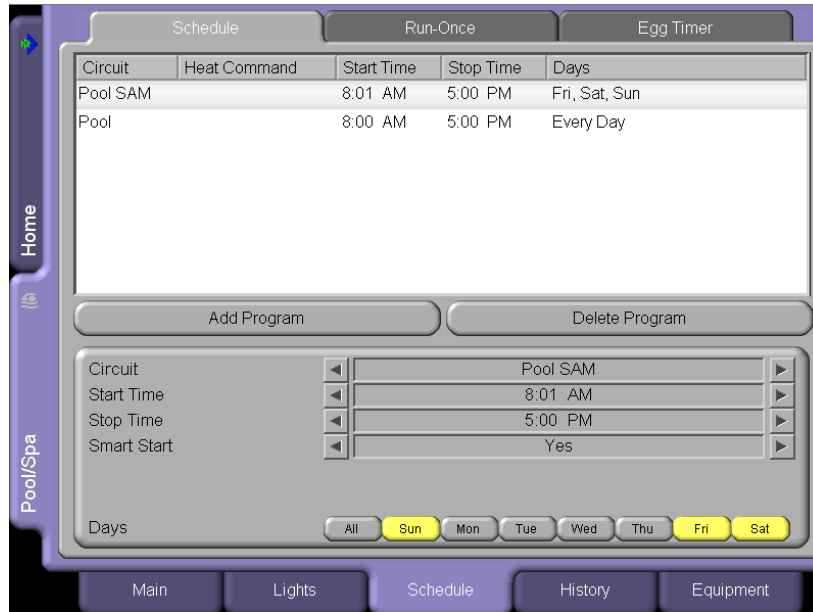 Schedule Run-Once Egg Timer
Circuit Heat Command Start Time Stop Time Days
Pool SAM 8:01 AM 5:00 PM Fri, Sat, Sun
Pool 8:00 AM 5:00 PM Every Day
Home
Add Program Delete Program
Circuit Pool SAM
Start Time 8:01 AM
Stop Time 5:00 PM
Smart Start Yes
Pool/Spa
Days All Sun Mon Tue Wed Thu Fri Sat
Main Lights Schedule History Equipment